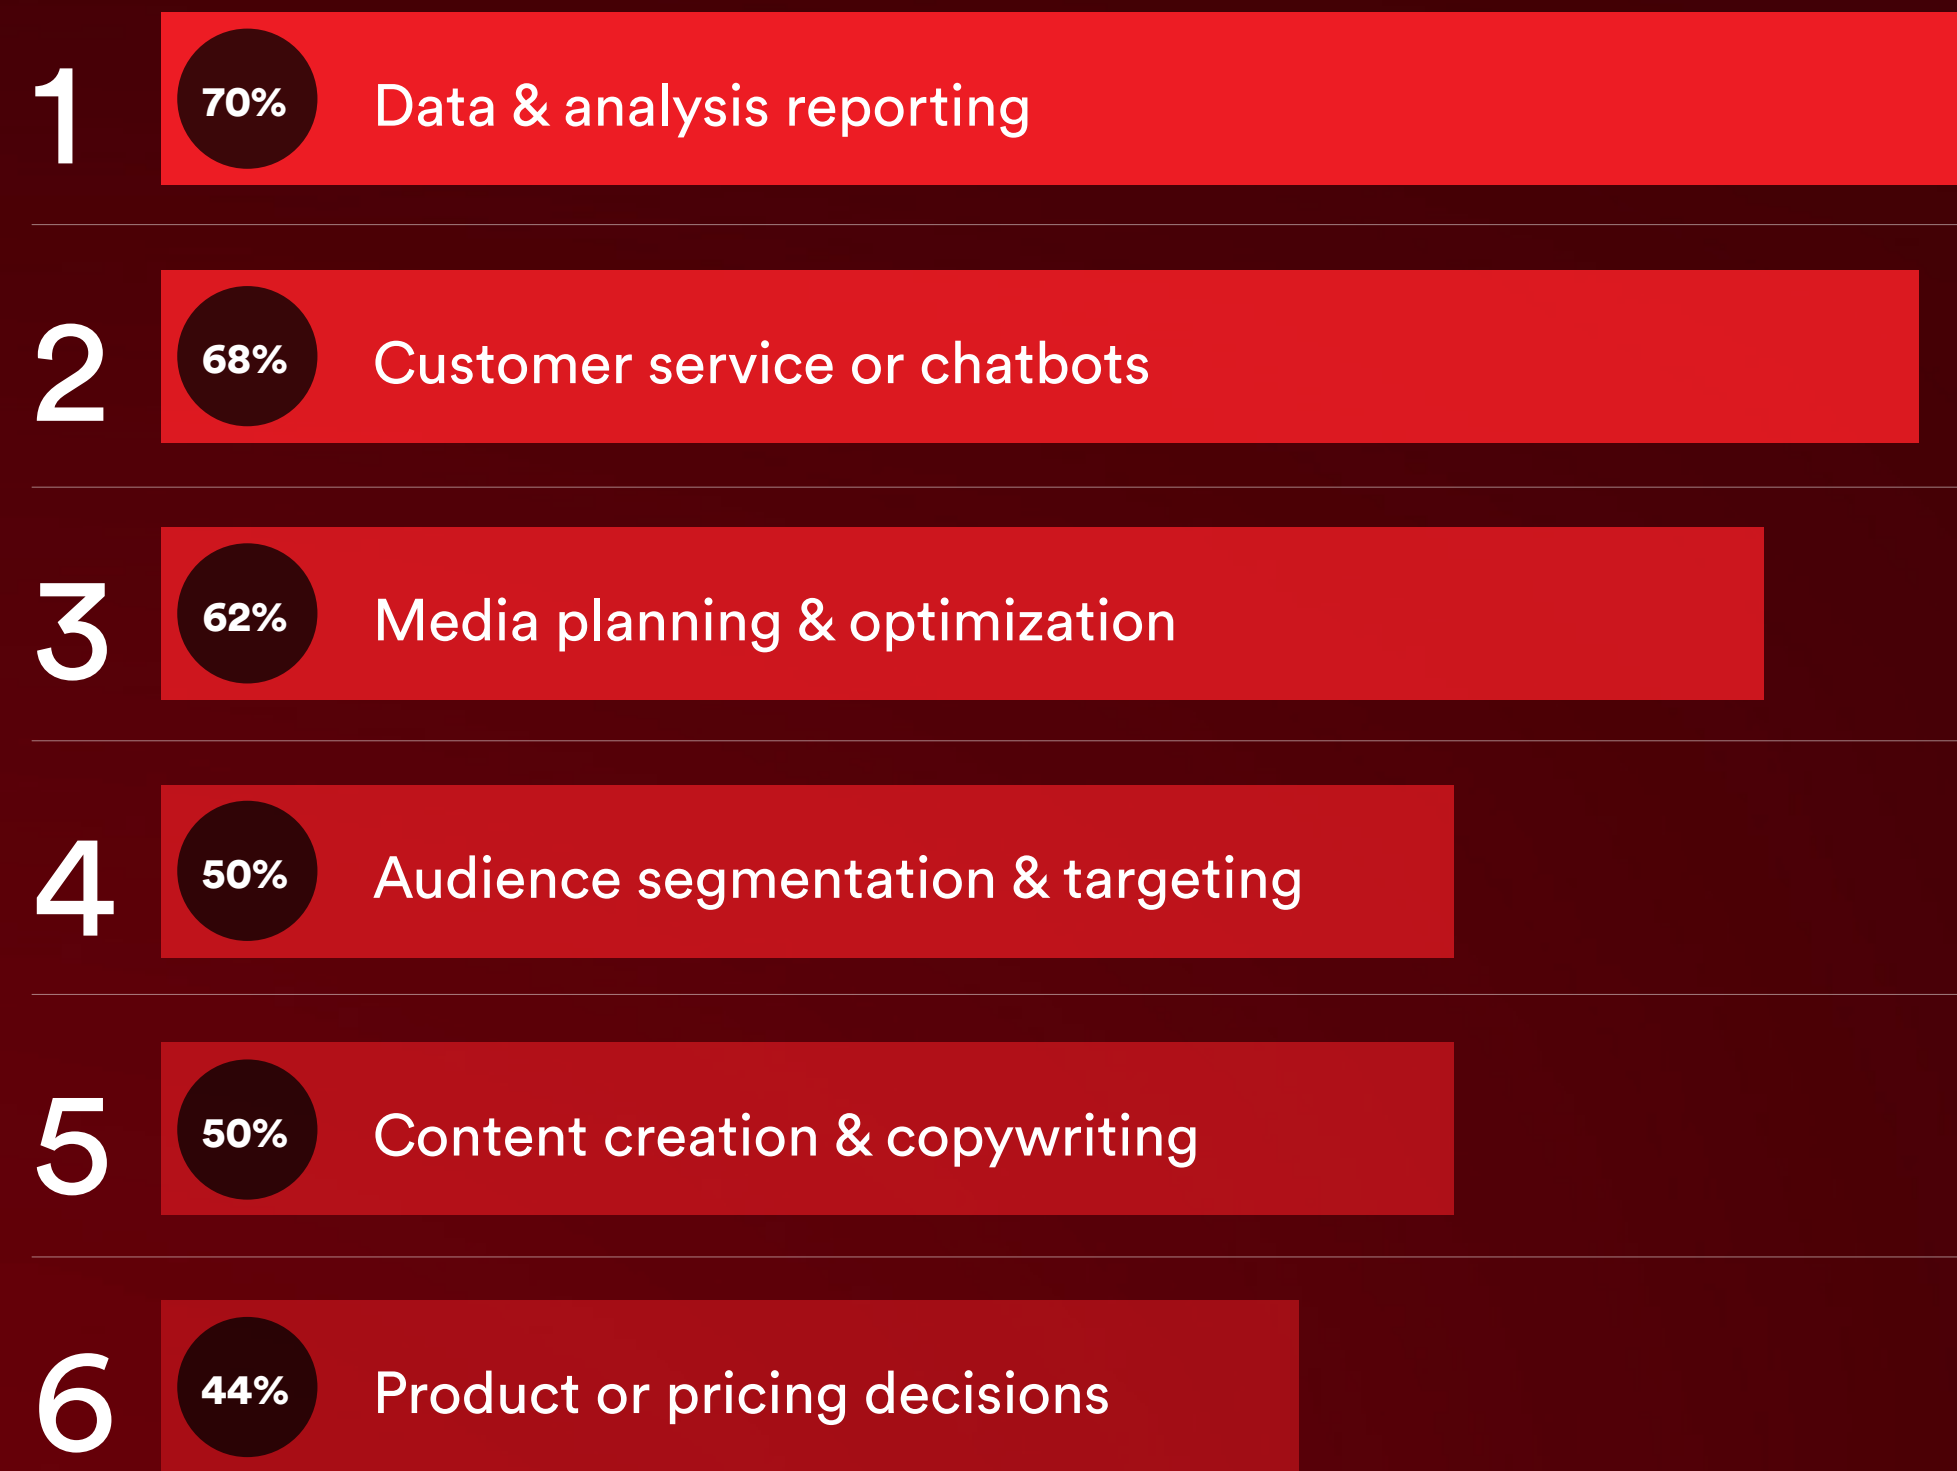 1 70% Data & analysis reporting
2 68% Customer service or chatbots
3 62% Media planning & optimization
4 50% Audience segmentation & targeting
5 50% Content creation & copywriting
6 44% Product or pricing decisions